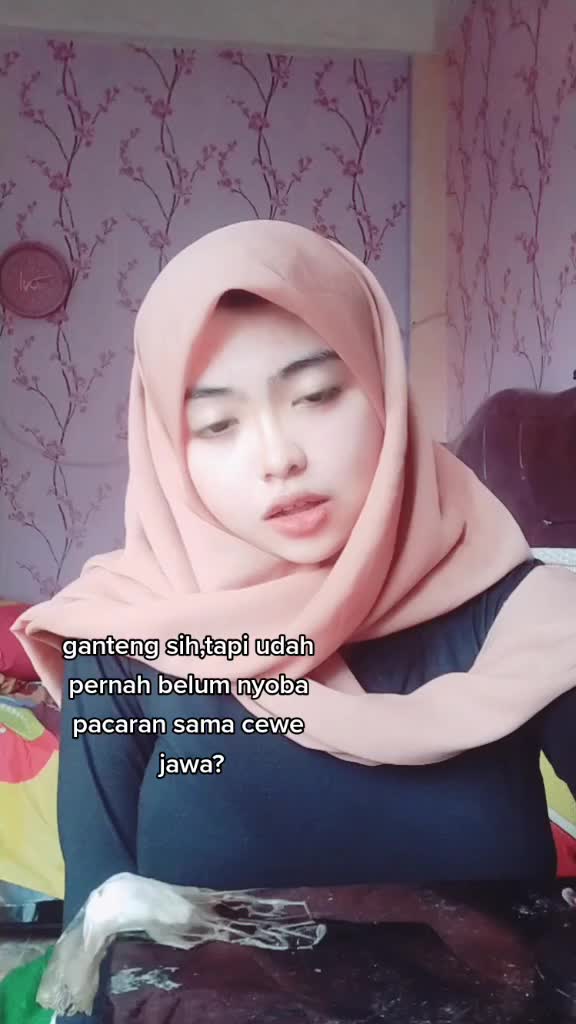 ganteng sih,tapi udah
pernah belum nyoba
pacaran sama cewe
jawa?